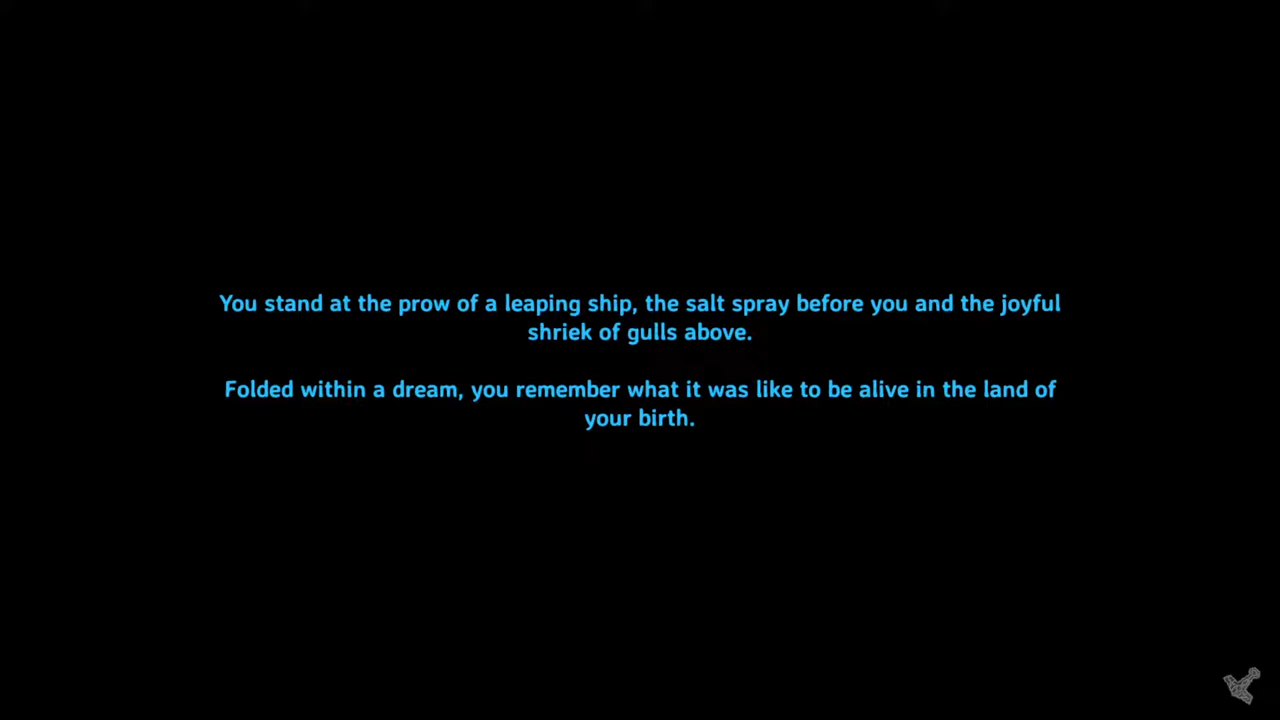 You stand at the prow of a leaping ship, the salt spray before you and the joyful
shriek of gulls above.
Folded within a dream, you remember what it was like to be alive in the land of
your birth.